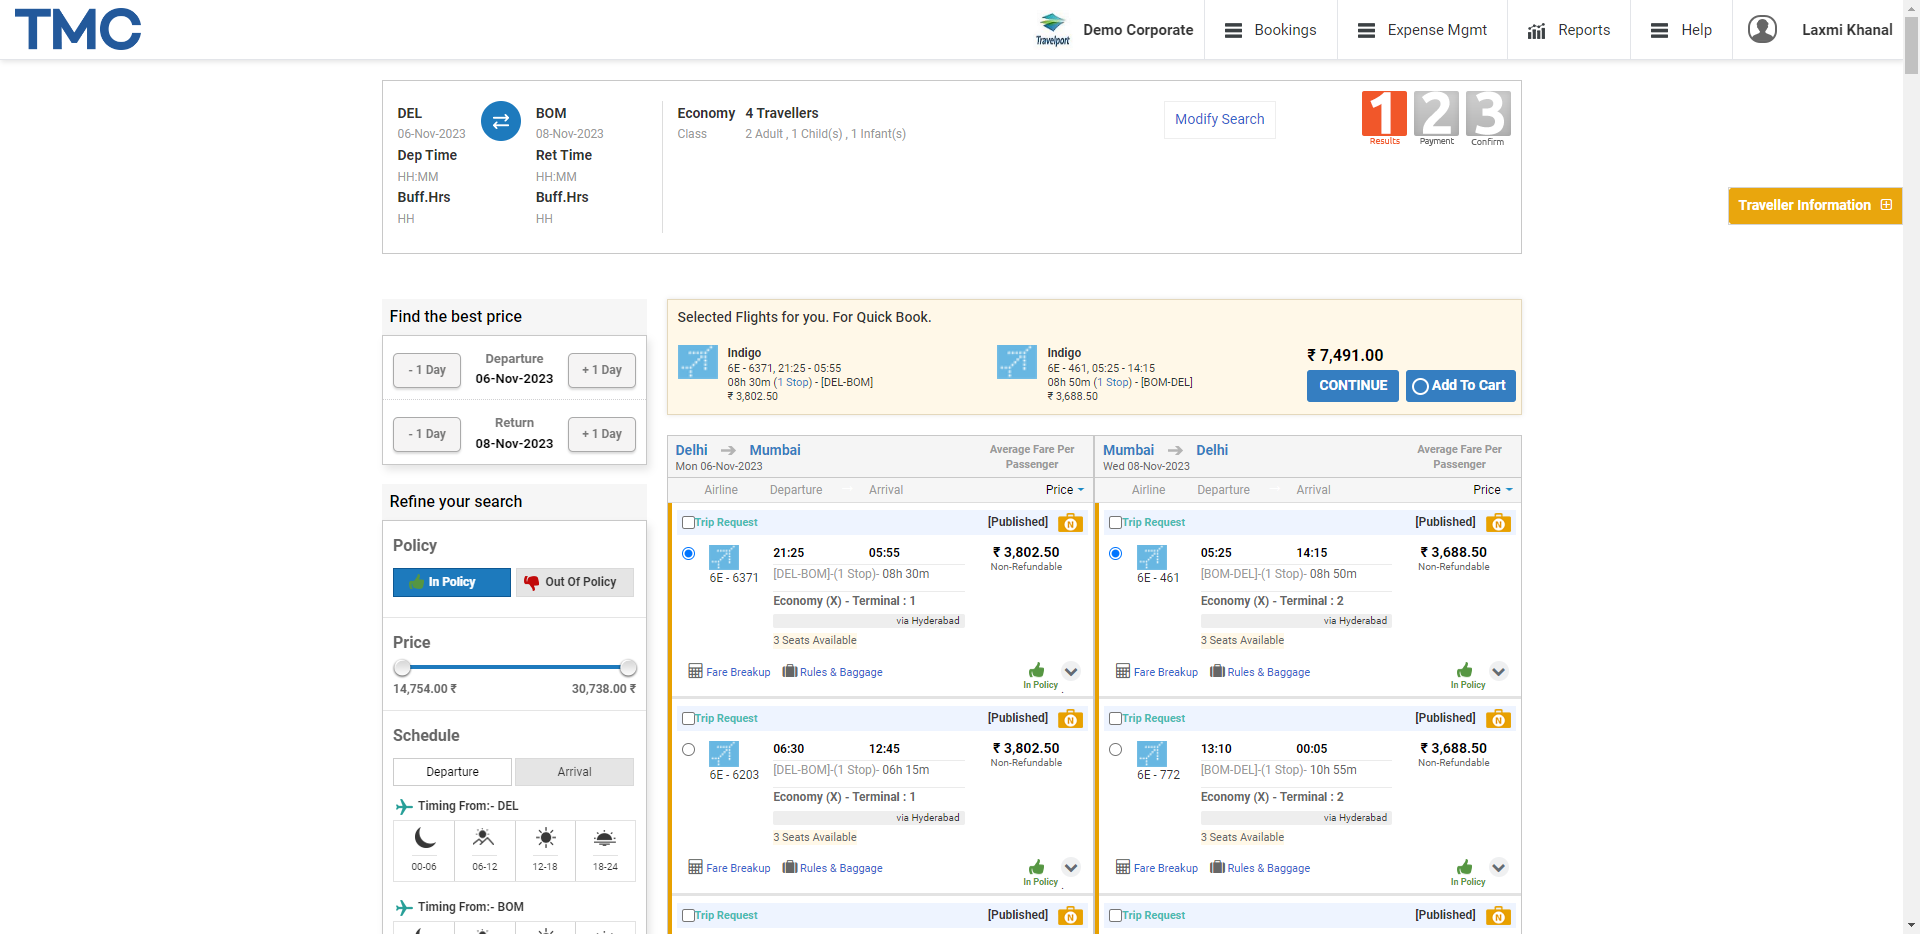 TMC
Travelport
Demo Corporate
Bookings
Expense Mgmt
Reports
Help
Laxmi Khanal
DEL
06-Nov-2023
BOM
08-Nov-2023
Dep Time
HH:MM
Ret Time
HH:MM
Buff.Hrs
HH
Buff.Hrs
HH
Economy
Class
4 Travellers
2 Adult , 1 Child(s) , 1 Infant(s)
Modify Search
1
Results
2
Payment
3
Confirm
Traveller Information
Find the best price
- 1 Day
Departure
06-Nov-2023
+ 1 Day
- 1 Day
Return
08-Nov-2023
+ 1 Day
Refine your search
Policy
In Policy
Out Of Policy
Price
14,754.00 ₹
30,738.00 ₹
Schedule
Departure
Arrival
Timing From:- DEL
00-06
06-12
12-18
18-24
Timing From:- BOM
Selected Flights for you. For Quick Book.
Indigo
6E - 6371, 21:25 - 05:55
08h 30m (1 Stop) - [DEL-BOM]
₹ 3,802.50
Indigo
6E - 461, 05:25 - 14:15
08h 50m (1 Stop) - [BOM-DEL]
₹ 3,688.50
₹ 7,491.00
CONTINUE
Add To Cart
Delhi
Mumbai
Mon 06-Nov-2023
Average Fare Per
Passenger
Airline
Departure
Arrival
Price
Trip Request
[Published]
N
6E - 6371
21:25
05:55
[DEL-BOM]-(1 Stop)- 08h 30m
Economy (X) - Terminal : 1
via Hyderabad
3 Seats Available
₹ 3,802.50
Non-Refundable
Fare Breakup
Rules & Baggage
In Policy
Trip Request
[Published]
N
6E - 6203
06:30
12:45
[DEL-BOM]-(1 Stop)- 06h 15m
Economy (X) - Terminal : 1
via Hyderabad
3 Seats Available
₹ 3,802.50
Non-Refundable
Fare Breakup
Rules & Baggage
In Policy
Trip Request
[Published]
N
Mumbai
Delhi
Wed 08-Nov-2023
Average Fare Per
Passenger
Airline
Departure
Arrival
Price
Trip Request
[Published]
N
6E - 461
05:25
14:15
[BOM-DEL]-(1 Stop)- 08h 50m
Economy (X) - Terminal : 2
via Hyderabad
3 Seats Available
₹ 3,688.50
Non-Refundable
Fare Breakup
Rules & Baggage
In Policy
Trip Request
[Published]
N
6E - 772
13:10
00:05
[BOM-DEL]-(1 Stop)- 10h 55m
Economy (X) - Terminal : 2
via Hyderabad
3 Seats Available
₹ 3,688.50
Non-Refundable
Fare Breakup
Rules & Baggage
In Policy
Trip Request
[Published]
N